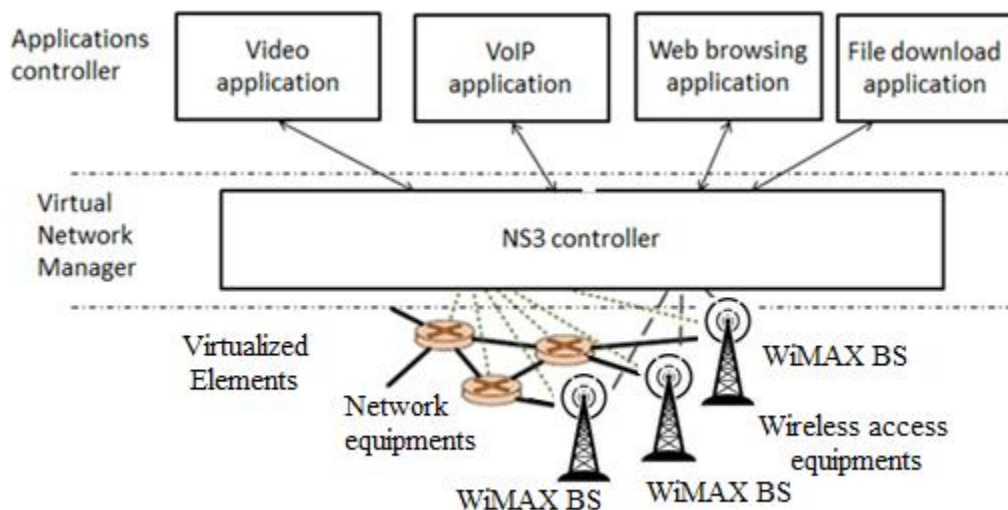 Applications
controller
Video
application
VoIP
application
Web browsing
application
File download
application
Virtual
Network
Manager
NS3 controller
Virtualized
Elements
Network
equipments
WiMAX BS
Wireless access
equipments
WiMAX BS
WiMAX BS